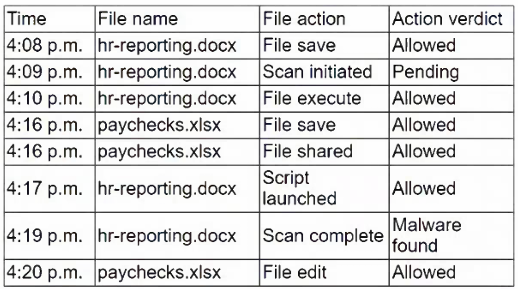 Time File name File action Action verdict
4:08 p.m. hr-reporting.docx File save Allowed
4:09 p.m. hr-reporting.docx Scan initiated Pending
4:10 p.m. hr-reporting.docx File execute Allowed
4:16 p.m. paychecks.xlsx File save Allowed
4:16 p.m. paychecks.xlsx File shared Allowed
4:17 p.m. hr-reporting.docx Script
launched Allowed
4:19 p.m. hr-reporting.docx Scan complete Malware
found
4:20 p.m. paychecks.xlsx File edit Allowed